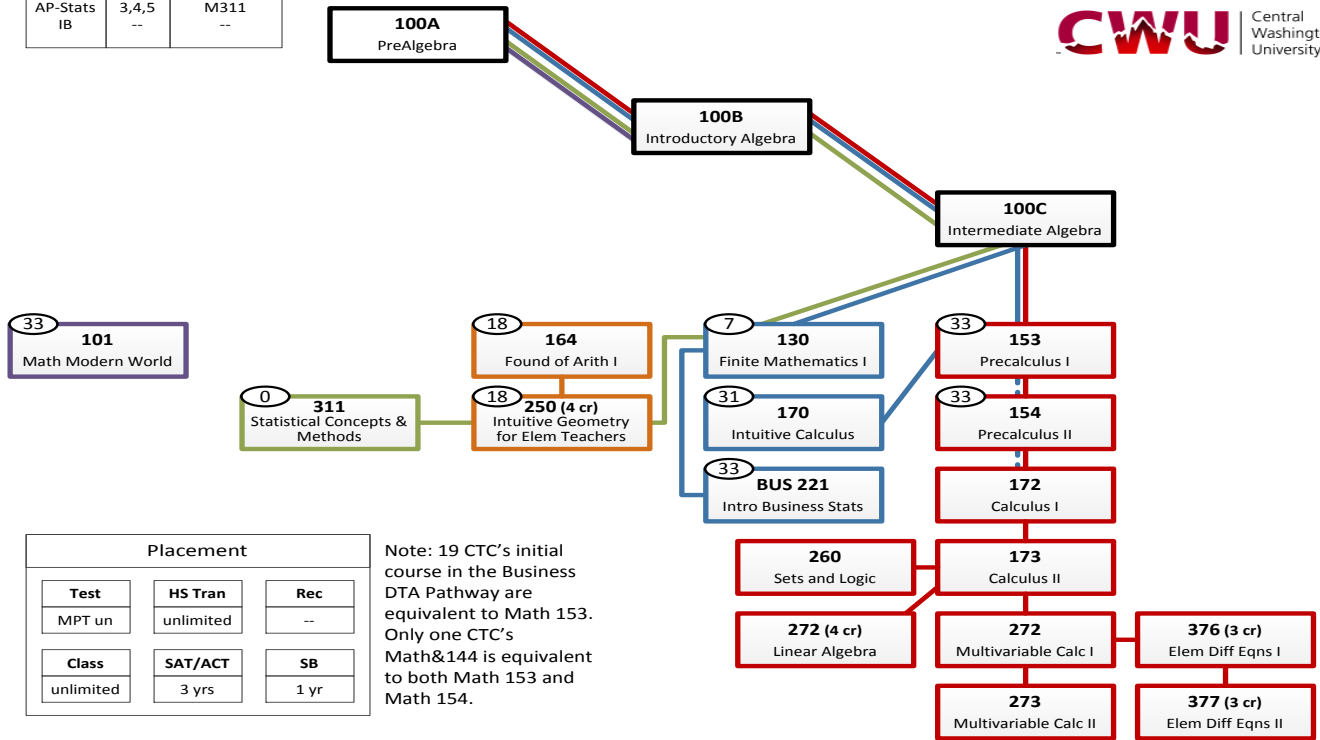 AP-Stats 3,4,5 M311
IB -- --
100A
PreAlgebra
CWU
Central
Washingt
University
100B
Introductory Algebra
100C
Intermediate Algebra
33
101
Math Modern World
18
164
Found of Arith I
7
130
Finite Mathematics I
33
153
Precalculus I
0
311
Statistical Concepts &
Methods
18
250 (4 cr)
Intuitive Geometry
for Elem Teachers
31
170
Intuitive Calculus
33
154
Precalculus II
33
BUS 221
Intro Business Stats
172
Calculus I
Placement
Test HS Tran Rec
MPT un unlimited --
Class SAT/ACT SB
unlimited 3 yrs 1 yr
Note: 19 CTC's initial
course in the Business
DTA Pathway are
equivalent to Math 153.
Only one CTC's
Math&144 is equivalent
to both Math 153 and
Math 154.
260
Sets and Logic
173
Calculus II
272 (4 cr)
Linear Algebra
272
Multivariable Calc I
376 (3 cr)
Elem Diff Eqns I
273
Multivariable Calc II
377 (3 cr)
Elem Diff Eqns II